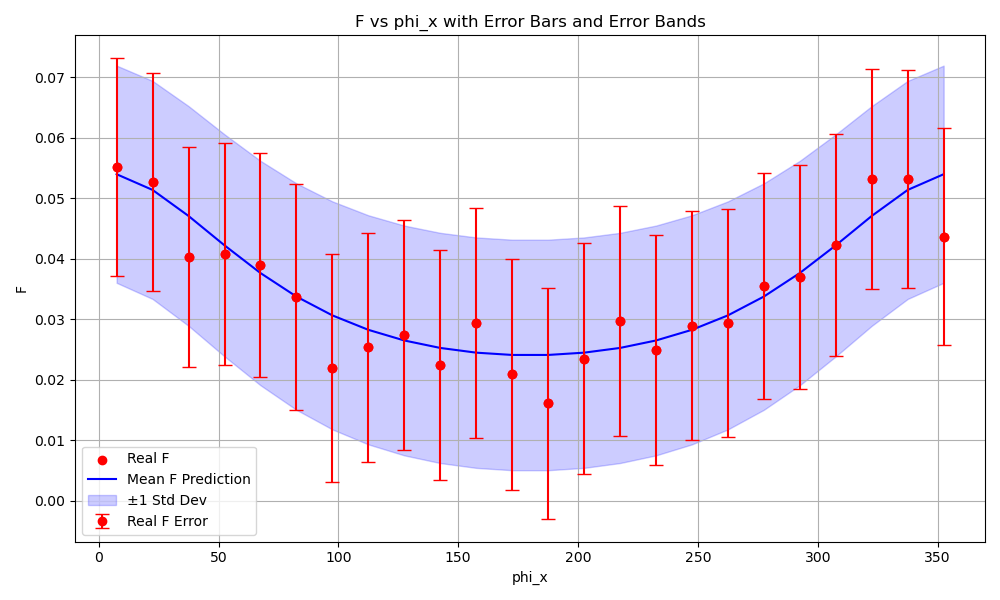 F vs phi_x with Error Bars and Error Bands
F
0.07
0.06
0.05
0.04
0.03
0.02
0.01
0.00
Real F
Mean F Prediction
±1 Std Dev
Real F Error
0 50 100 150 200 250 300 350
phi_x